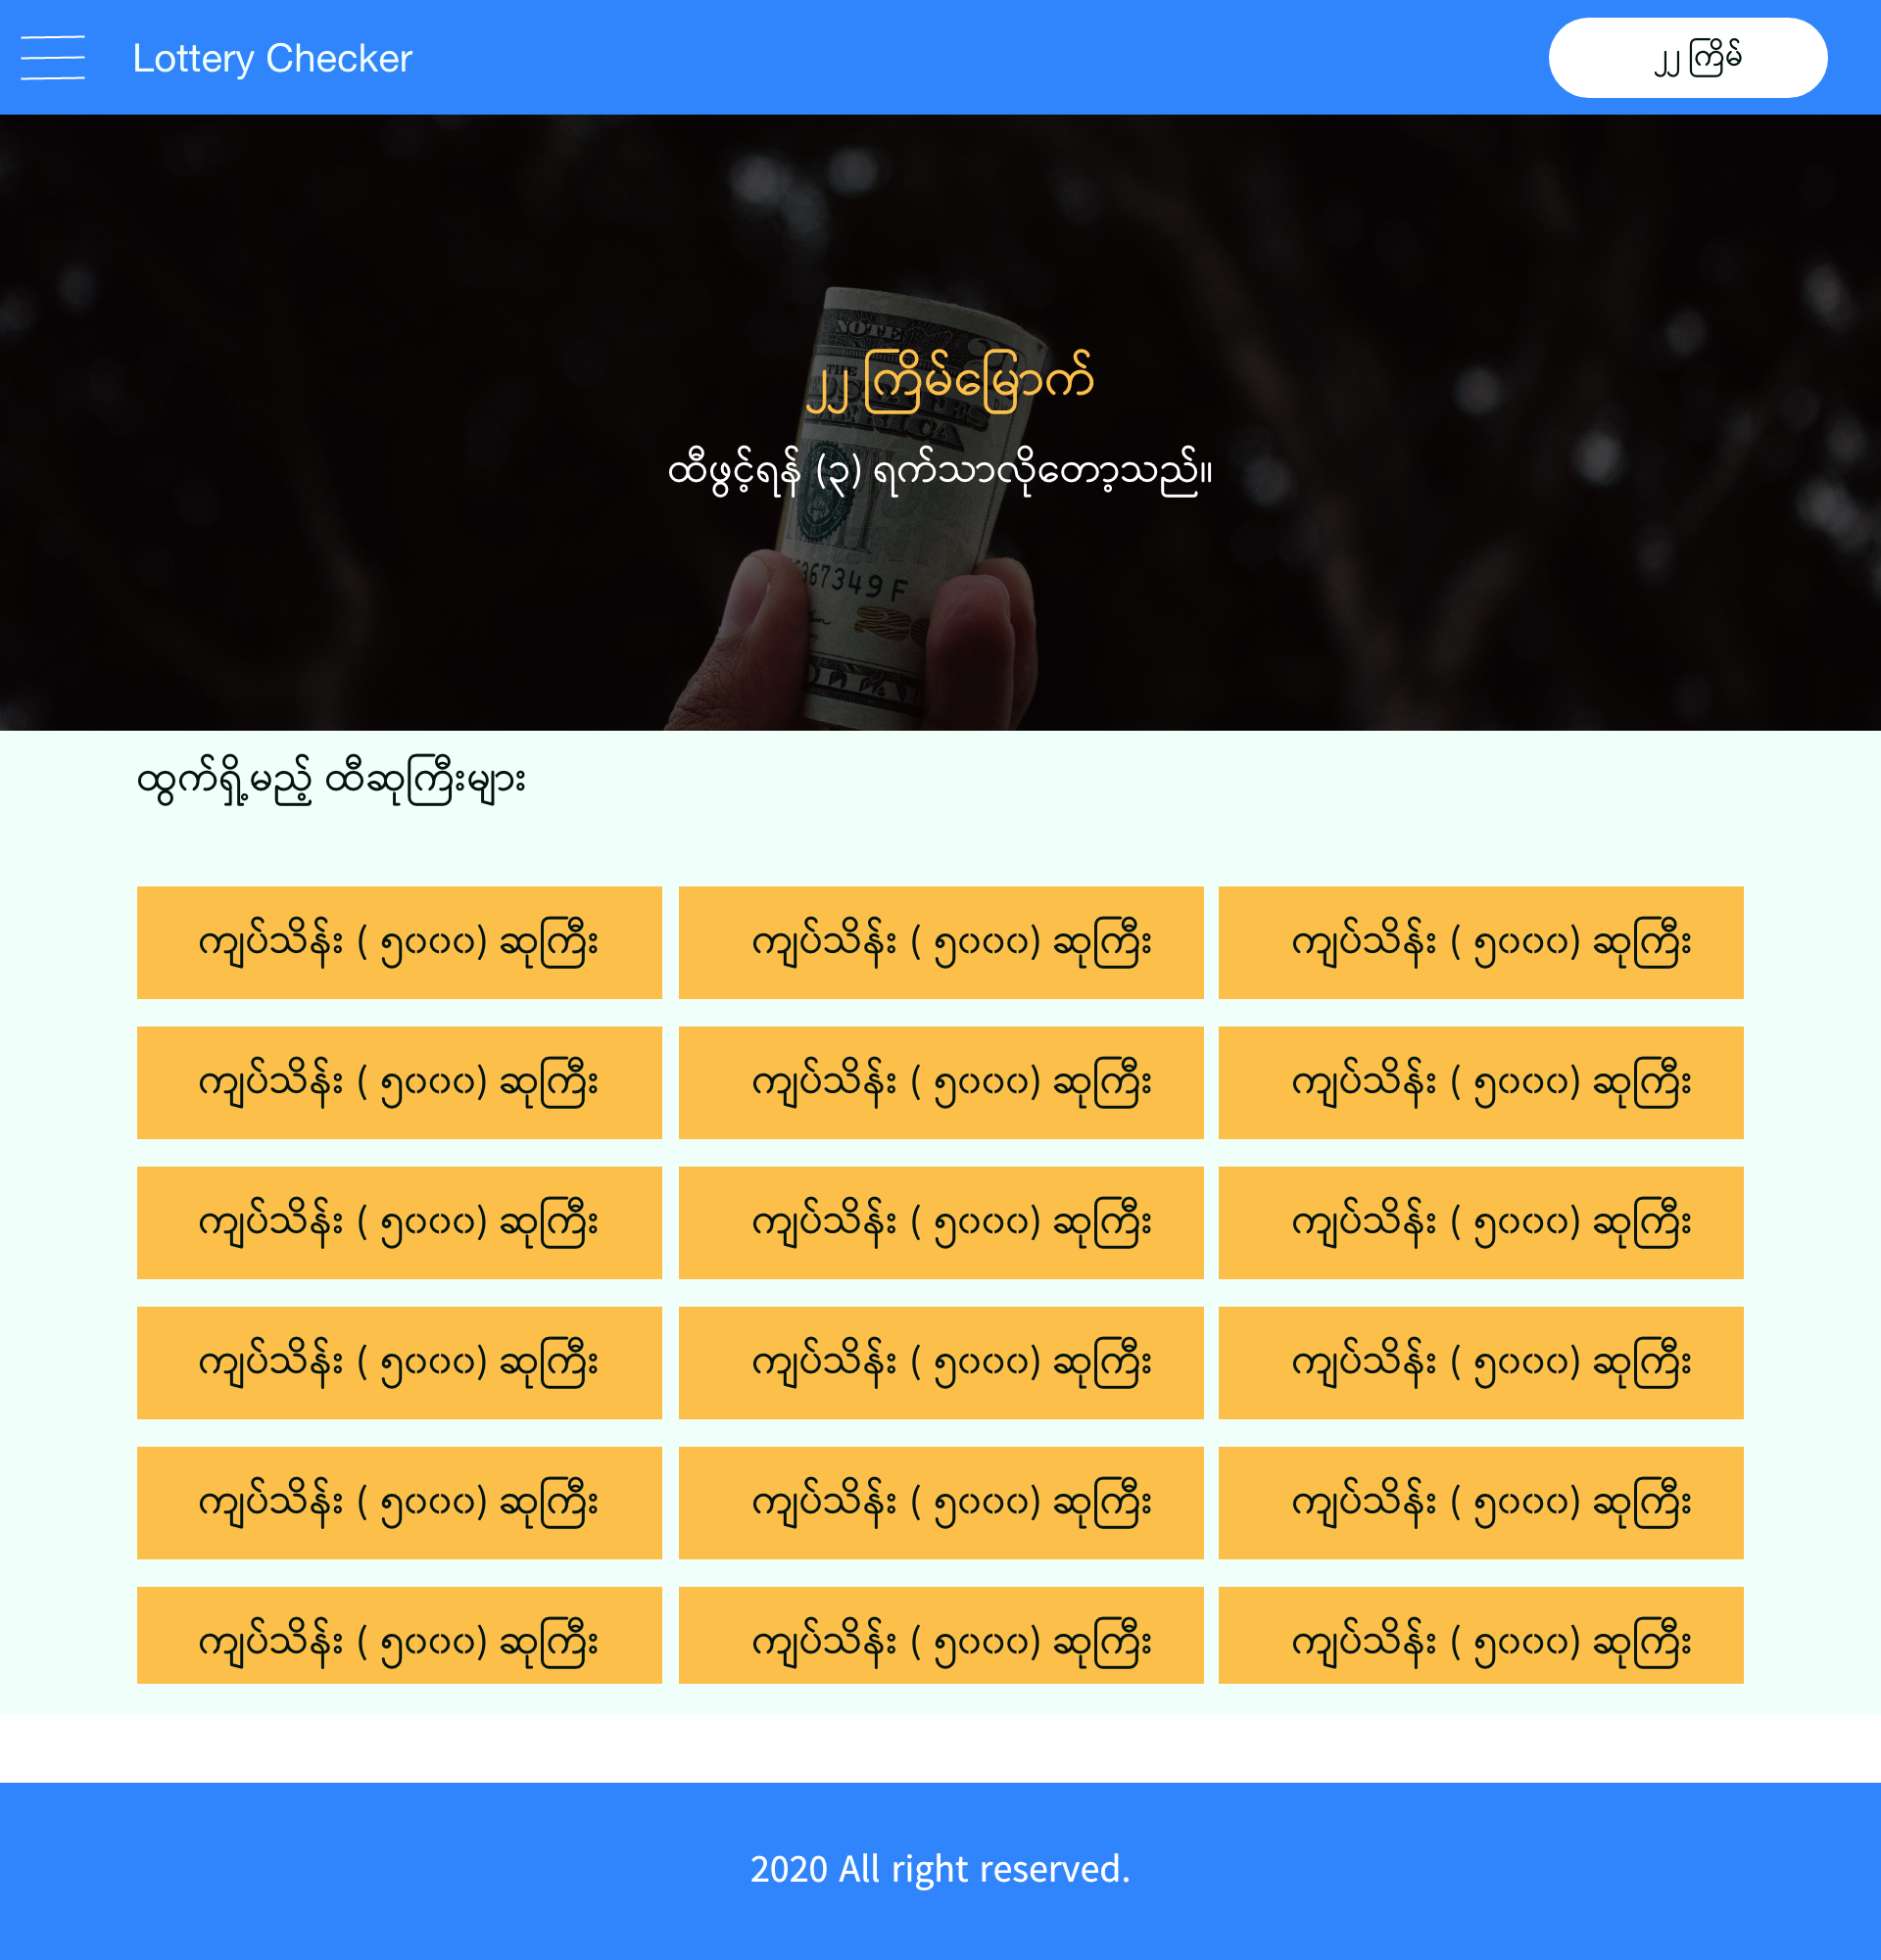 Lottery Checker
၂၂ ကြိမ်
NOTE
THE
၂၂ ကြိမ်မြောက်
ထီဖွင့်ရန် (၃) ရက်သာလိုတော့သည်။
367349 F
ထွက်ရှိမည့် ထီဆုကြီးများ
ကျပ်သိန်း ( ၅၀၀၀) ဆုကြီး ကျပ်သိန်း ( ၅၀၀၀) ဆုကြီး ကျပ်သိန်း ( ၅၀၀၀) ဆုကြီး
ကျပ်သိန်း ( ၅၀၀၀) ဆုကြီး ကျပ်သိန်း ( ၅၀၀၀) ဆုကြီး ကျပ်သိန်း ( ၅၀၀၀) ဆုကြီး
ကျပ်သိန်း ( ၅၀၀၀) ဆုကြီး ကျပ်သိန်း ( ၅၀၀၀) ဆုကြီး ကျပ်သိန်း ( ၅၀၀၀) ဆုကြီး
ကျပ်သိန်း ( ၅၀၀၀) ဆုကြီး ကျပ်သိန်း ( ၅၀၀၀) ဆုကြီး ကျပ်သိန်း ( ၅၀၀၀) ဆုကြီး
ကျပ်သိန်း ( ၅၀၀၀) ဆုကြီး ကျပ်သိန်း ( ၅၀၀၀) ဆုကြီး ကျပ်သိန်း ( ၅၀၀၀) ဆုကြီး
ကျပ်သိန်း ( ၅၀၀၀) ဆုကြီး ကျပ်သိန်း ( ၅၀၀၀) ဆုကြီး ကျပ်သိန်း ( ၅၀၀၀) ဆုကြီး
2020 All right reserved.